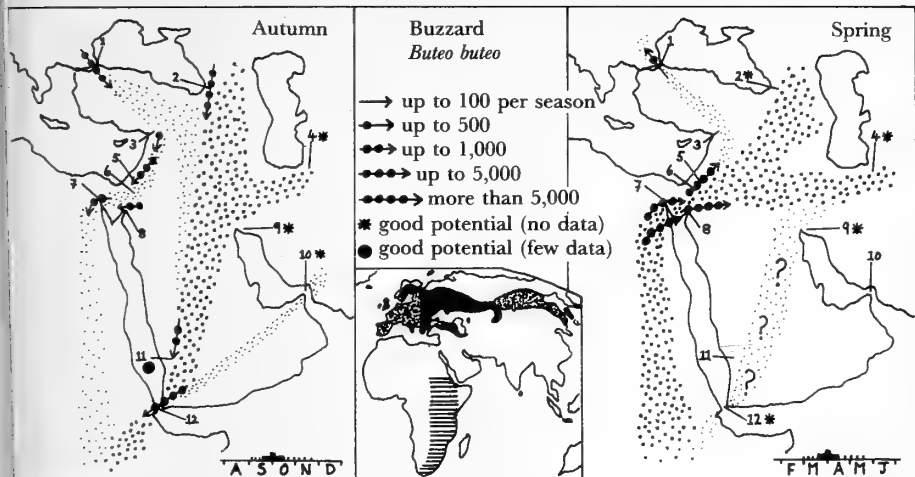 Autumn
1
2
3
4*
5
6
7
8
9*
10*
11
12
A S O N D
Buzzard
Buteo buteo
up to 100 per season
up to 500
up to 1,000
up to 5,000
more than 5,000
* good potential (no data)
● good potential (few data)
Spring
1
2*
3
4*
5
6
7
8
9*
10
?
?
11
?
12*
F M A M J